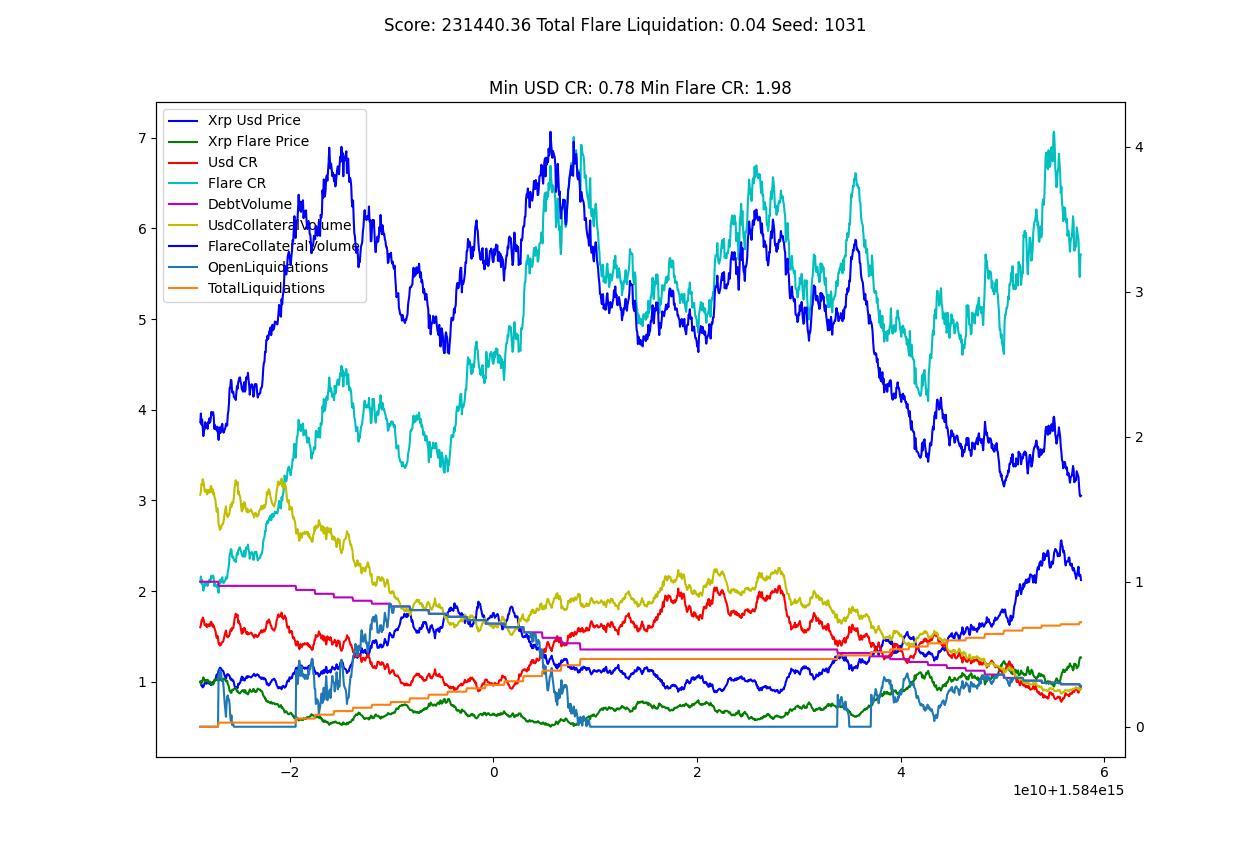 Score: 231440.36 Total Flare Liquidation: 0.04 Seed: 1031
Min USD CR: 0.78 Min Flare CR: 1.98
Xrp Usd Price
Xrp Flare Price
Usd CR
Flare CR
DebtVolume
UsdCollateralVolume
FlareCollateralVolume
OpenLiquidations
TotalLiquidations
7
6
5
4
3
2
1
4
3
2
1
0
−2
0
2
4
6
1e10+1.584e15